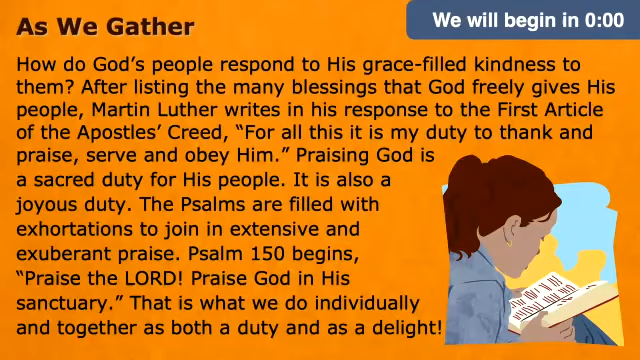 As We Gather
We will begin in 0:00
How do God’s people respond to His grace-filled kindness to
them? After listing the many blessings that God freely gives His
people, Martin Luther writes in his response to the First Article
of the Apostles’ Creed, “For all this it is my duty to thank and
praise, serve and obey Him.” Praising God is
a sacred duty for His people. It is also a
joyous duty. The Psalms are filled with
exhortations to join in extensive and
exuberant praise. Psalm 150 begins,
“Praise the LORD! Praise God in His
sanctuary.” That is what we do individually
and together as both a duty and as a delight!